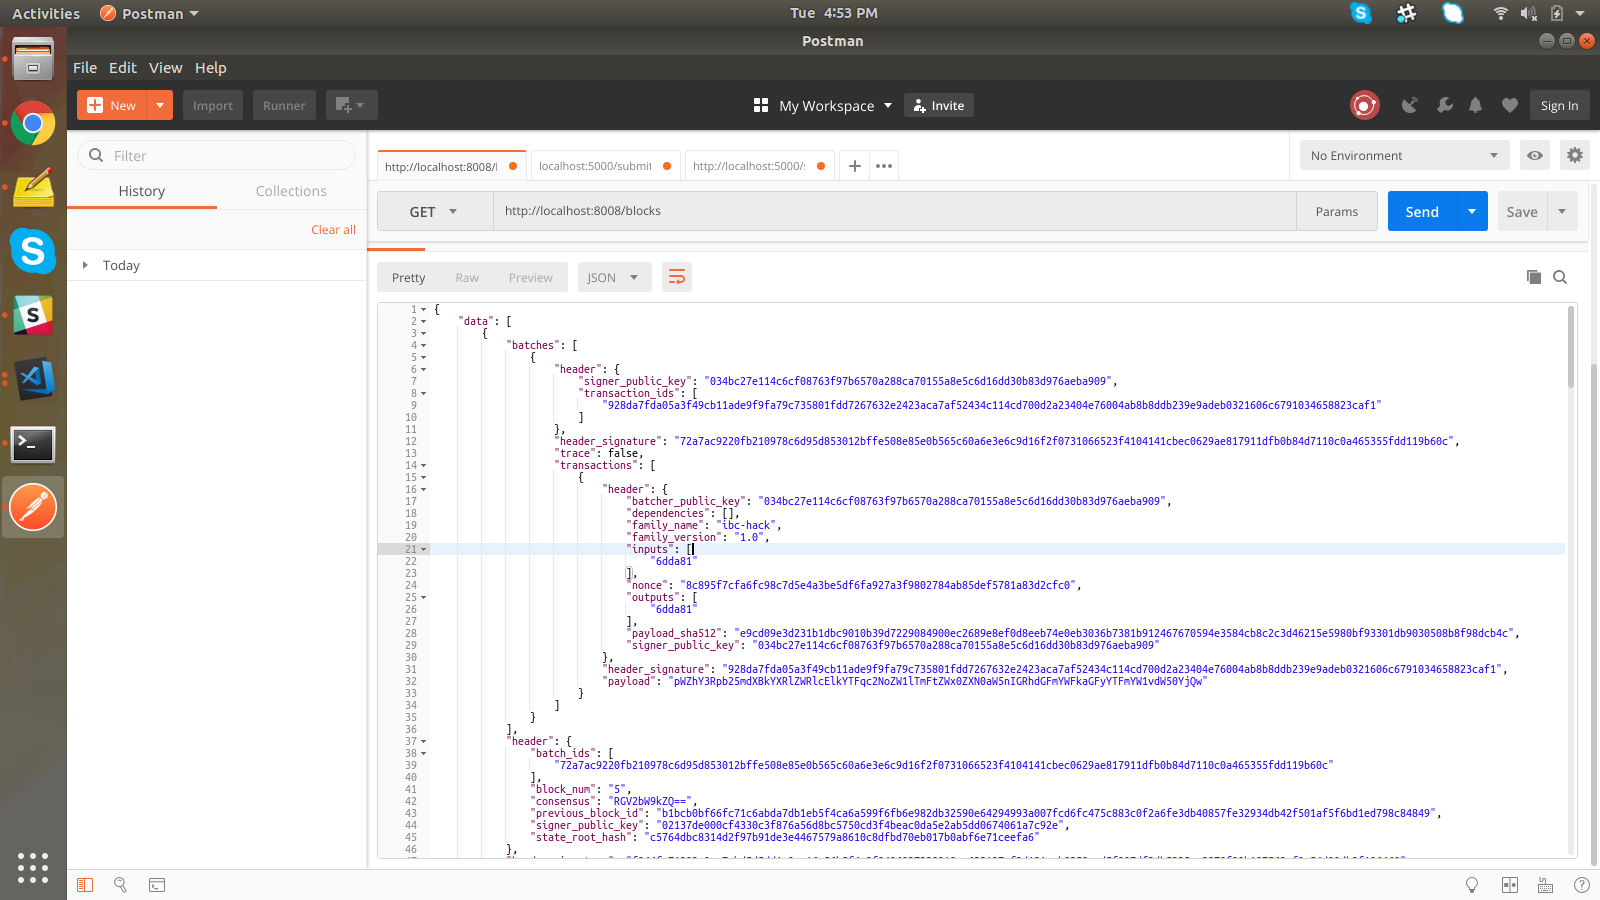 Activities Postman Tue 4:53 PM
Postman
File Edit View Help
New Import Runner My Workspace Invite Sign In
Filter
History Collections
Clear all
Today
http://localhost:8008/ localhost:5000/submit http://localhost:5000/ No Environment
GET http://localhost:8008/blocks Params Send Save
Pretty Raw Preview JSON
1 {
2 "data": [
3 {
4 "batches": [
5 {
6 "header": {
7 "signer_public_key": "034bc27e114c6cf08763f97b6570a288ca70155a8e5c6d16dd30b83d976aeba909",
8 "transaction_ids": [
9 "928da7fda05a3f49cb11ade9f9fa79c735801fdd7267632e2423aca7af52434c114cd700d2a23404e76004ab8b8ddb239e9adeb0321606c6791034658823caf1"
10 ]
11 },
12 "header_signature": "72a7ac9220fb210978c6d95d853012bffe508e85e0b565c60a6e3e6c9d16f2f0731066523f4104141cbec0629ae817911dfb0b84d7110c0a465355fdd119b60c",
13 "trace": false,
14 "transactions": [
15 {
16 "header": {
17 "batcher_public_key": "034bc27e114c6cf08763f97b6570a288ca70155a8e5c6d16dd30b83d976aeba909",
18 "dependencies": [],
19 "family_name": "ibc-hack",
20 "family_version": "1.0",
21 "inputs": [
22 "6dda81"
23 ],
24 "nonce": "8c895f7cfa6fc98c7d5e4a3be5df6fa927a3f9802784ab85def5781a83d2cfc0",
25 "outputs": [
26 "6dda81"
27 ],
28 "payload_sha512": "e9cd09e3d231b1dbc9010b39d7229084900ec2689e8ef0d8eeb74e0eb3036b7381b912467670594e3584cb8c2c3d46215e5980bf93301db9030508b8f98dcb4c",
29 "signer_public_key": "034bc27e114c6cf08763f97b6570a288ca70155a8e5c6d16dd30b83d976aeba909"
30 },
31 "header_signature": "928da7fda05a3f49cb11ade9f9fa79c735801fdd7267632e2423aca7af52434c114cd700d2a23404e76004ab8b8ddb239e9adeb0321606c6791034658823caf1",
32 "payload": "pWZhY3Rpb25mdXBkYXRlZWRlcElkYTFqc2NoZW1lTmFtZWx0ZXN0aW5nIGRhdGFmYWFkaGFyYTFmYW1vdW50YjQw"
33 }
34 ]
35 }
36 ],
37 "header": {
38 "batch_ids": [
39 "72a7ac9220fb210978c6d95d853012bffe508e85e0b565c60a6e3e6c9d16f2f0731066523f4104141cbec0629ae817911dfb0b84d7110c0a465355fdd119b60c"
40 ],
41 "block_num": "5",
42 "consensus": "RGV2bW9kZQ==",
43 "previous_block_id": "b1bcb0bf66fc71c6abda7db1eb5f4ca6a599f6fb6e982db32590e64294993a007fcd6fc475c883c0f2a6fe3db40857fe32934db42f501af5f6bd1ed798c84849",
44 "signer_public_key": "02137de000cf4330c3f876a56d8bc5750cd3f4beac0da5e2ab5dd0674061a7c92e",
45 "state_root_hash": "c5764dbc8314d2f97b91de3e4467579a8610c8dfbd70eb017b0abf6e71ceefa6"
46 },